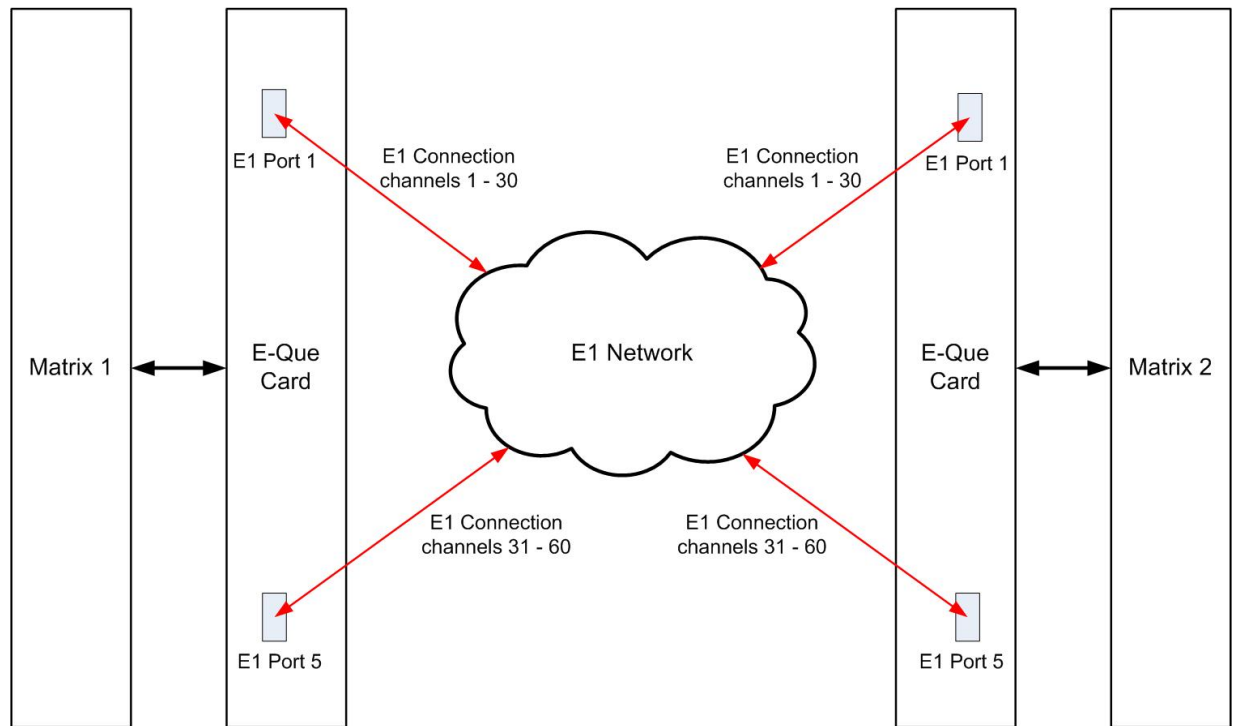 E1 Port 1
E1 Connection
channels 1 - 30
E1 Connection
channels 1 - 30
E1 Port 1
Matrix 1
E-Que
Card
E1 Network
E-Que
Card
Matrix 2
E1 Connection
channels 31 - 60
E1 Connection
channels 31 - 60
E1 Port 5
E1 Port 5